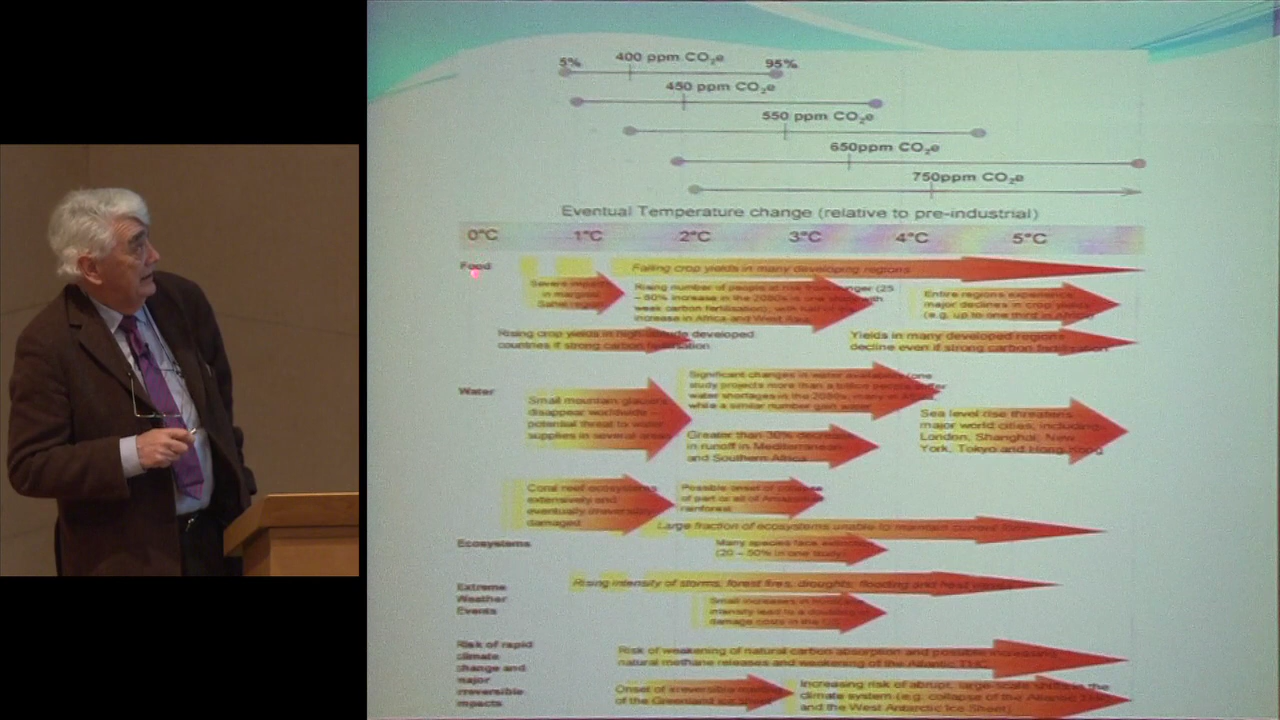 5% 400 ppm CO₂e 95%
450 ppm CO₂e
550 ppm CO₂e
650ppm CO₂e
750ppm CO₂e
Eventual Temperature change (relative to pre-industrial)
0°C 1°C 2°C 3°C 4°C 5°C
Food
Falling crop yields in many developing regions
Severe
in marginal
Sahel
Rising number of people at
– 60% increase in the 2080s in one
weak carbon fertilisation), with half of
increase in Africa and West Asia
Entire regions experience
major declines in crop yields
(e.g. up to one third in Africa)
Rising crop yields in developed
countries if strong carbon
Yields in many developed regions
decline even if strong carbon fertilisation
Water
Small mountain glaciers
disappear worldwide –
potential threat to water
supplies in several areas
Significant changes in water (one
study projects more than a billion people suffer
water shortages in the 2080s, many in
while a similar number gain water
Greater than 30% decrease
in runoff in Mediterranean
and Southern Africa
Sea level rise threatens
major world cities, including
London, Shanghai, New
York, Tokyo and Hong Kong
Coral reef ecosystems
extensively and
eventually irreversibly
damaged
Possible onset of collapse
of part or all of Amazonian
rainforest
Large fraction of ecosystems unable to maintain current form
Ecosystems
Many species face extinction
(20 – 50% in one study)
Extreme
Weather
Events
Rising intensity of storms, forest fires, droughts, flooding and heat waves
Small increases in hurricane
intensity lead to a doubling of
damage costs in the US
Risk of rapid
climate
change and
major
irreversible
impacts
Risk of weakening of natural carbon absorption and possible increasing
natural methane releases and weakening of the Atlantic THC
Onset of irreversible melting
of the Greenland ice sheet
Increasing risk of abrupt, large-scale shifts in the
climate system (e.g. collapse of the Atlantic THC
and the West Antarctic Ice Sheet)